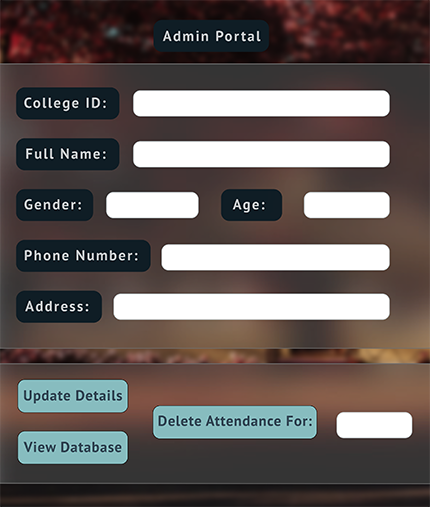 Admin Portal
College ID:
Full Name:
Gender: Age:
Phone Number:
Address:
Update Details
Delete Attendance For:
View Database